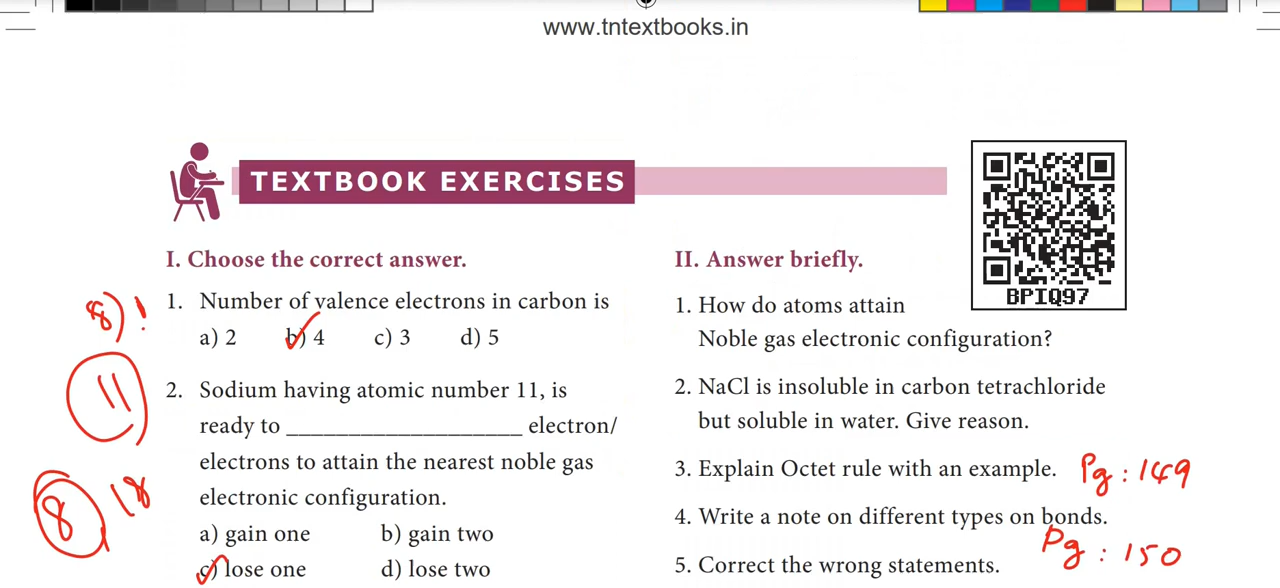 www.tntextbooks.in
TEXTBOOK EXERCISES
BPIQ97
I. Choose the correct answer.
1. Number of valence electrons in carbon is
a) 2 b) 4 c) 3 d) 5
2. Sodium having atomic number 11, is
ready to ____________________ electron/
electrons to attain the nearest noble gas
electronic configuration.
a) gain one b) gain two
c) lose one d) lose two
8) !
11
8 18
II. Answer briefly.
1. How do atoms attain
Noble gas electronic configuration?
2. NaCl is insoluble in carbon tetrachloride
but soluble in water. Give reason.
3. Explain Octet rule with an example. Pg : 149
4. Write a note on different types on bonds.
Pg : 150
5. Correct the wrong statements.